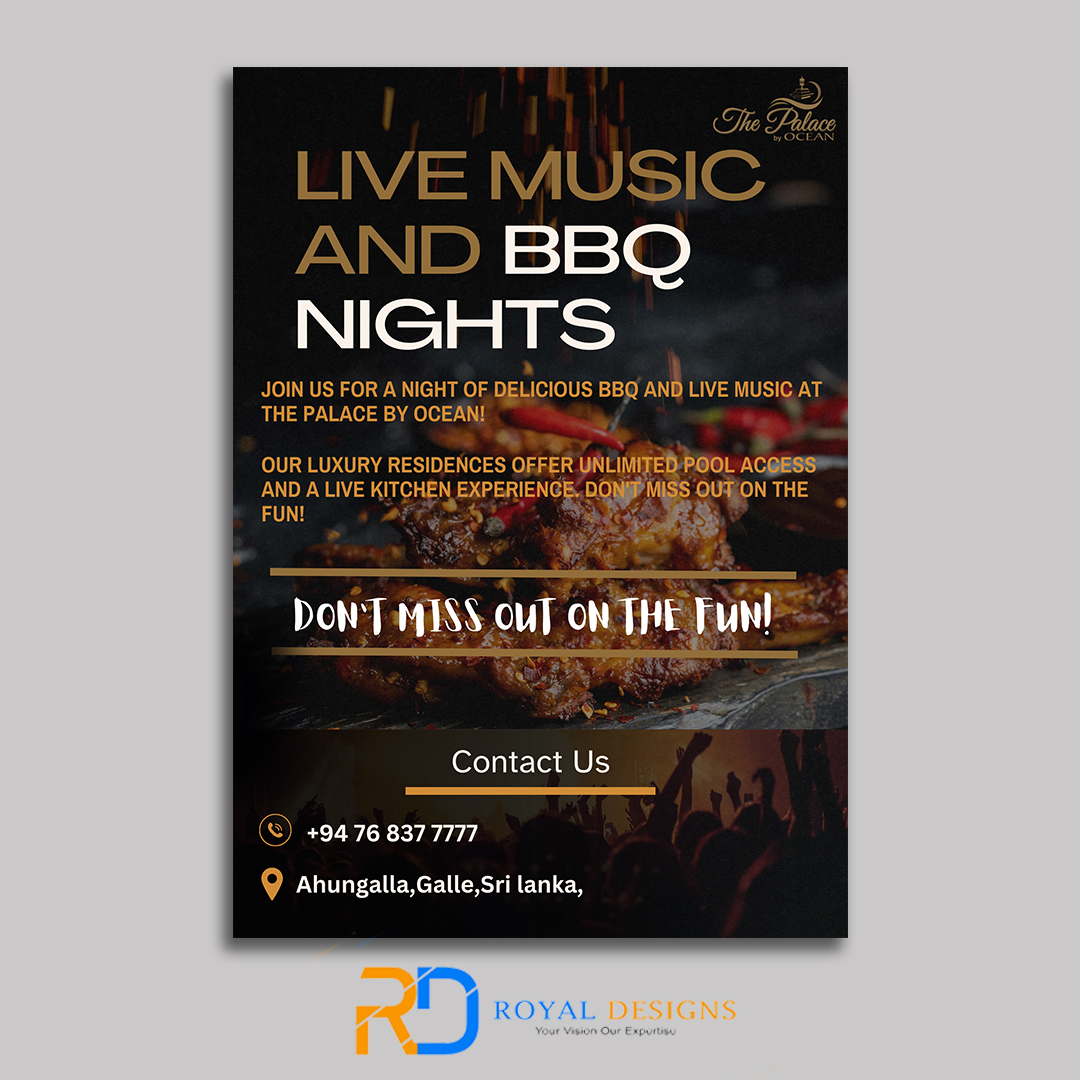 The Palace
by OCEAN
LIVE MUSIC
AND BBQ
NIGHTS
JOIN US FOR A NIGHT OF DELICIOUS BBQ AND LIVE MUSIC AT
THE PALACE BY OCEAN!
OUR LUXURY RESIDENCES OFFER UNLIMITED POOL ACCESS
AND A LIVE KITCHEN EXPERIENCE. DON'T MISS OUT ON THE
FUN!
DON'T MISS OUT ON THE FUN!
Contact Us
+94 76 837 7777
Ahungalla,Galle,Sri lanka,
RD ROYAL DESIGNS
Your Vision Our Expertise